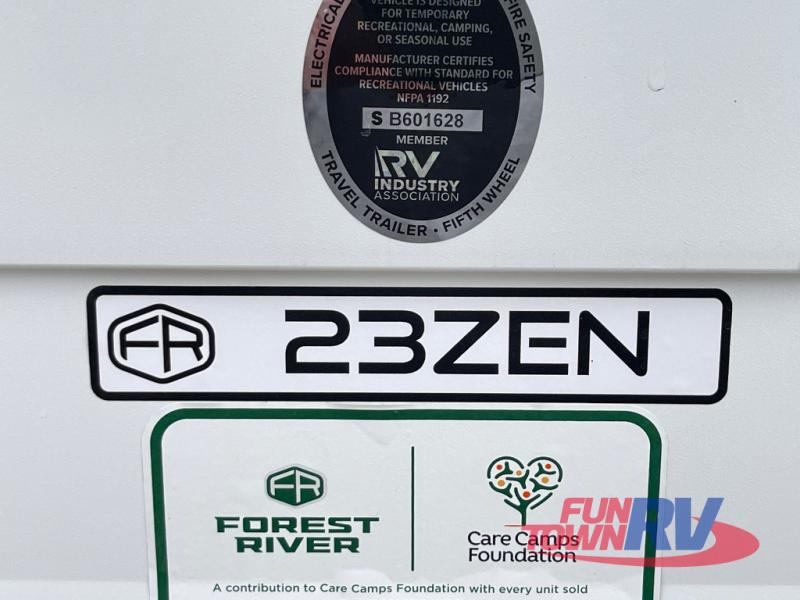 VEHICLE IS DESIGNED
FOR TEMPORARY
RECREATIONAL, CAMPING,
OR SEASONAL USE
MANUFACTURER CERTIFIES
COMPLIANCE WITH STANDARD FOR
RECREATIONAL VEHICLES
NFPA 1192
S B601628
MEMBER
RV
INDUSTRY
ASSOCIATION
ELECTRICAL
FIRE SAFETY
TRAVEL TRAILER • FIFTH WHEEL
FR 23ZEN
FR
FOREST
RIVER
Care Camps
Foundation
A contribution to Care Camps Foundation with every unit sold
FUN
TOWN RV